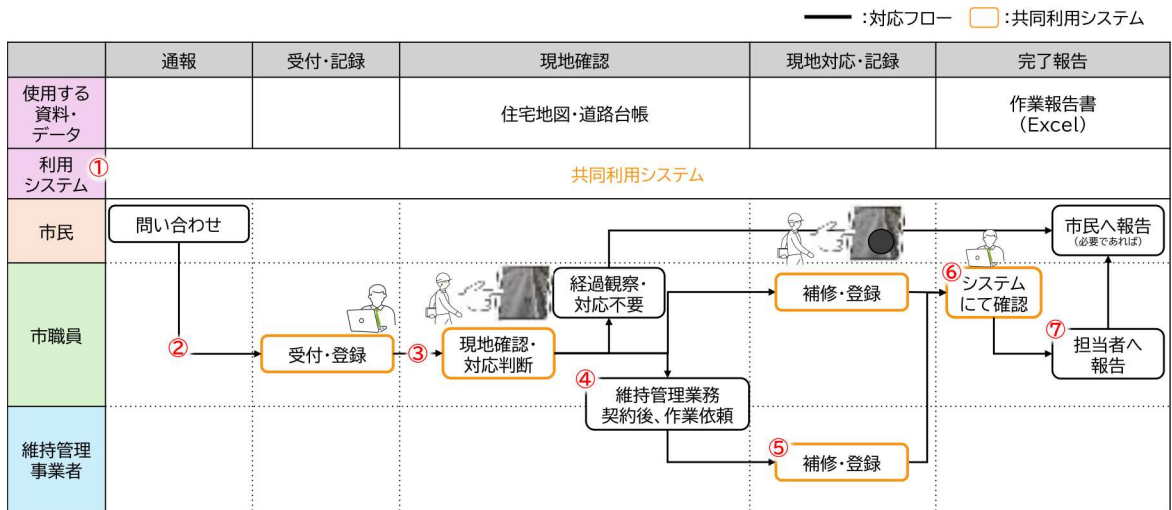 :対応フロー
:共同利用システム
通報
受付・記録
現地確認
現地対応・記録
完了報告
使用する
資料・
データ
住宅地図・道路台帳
作業報告書
(Excel)
利用
システム
①
共同利用システム
市民
問い合わせ
市民へ報告
(必要であれば)
市職員
②
受付・登録
③
現地確認・
対応判断
経過観察・
対応不要
④
維持管理業務
契約後、作業依頼
補修・登録
⑥
システム
にて確認
⑦
担当者へ
報告
維持管理
事業者
⑤
補修・登録